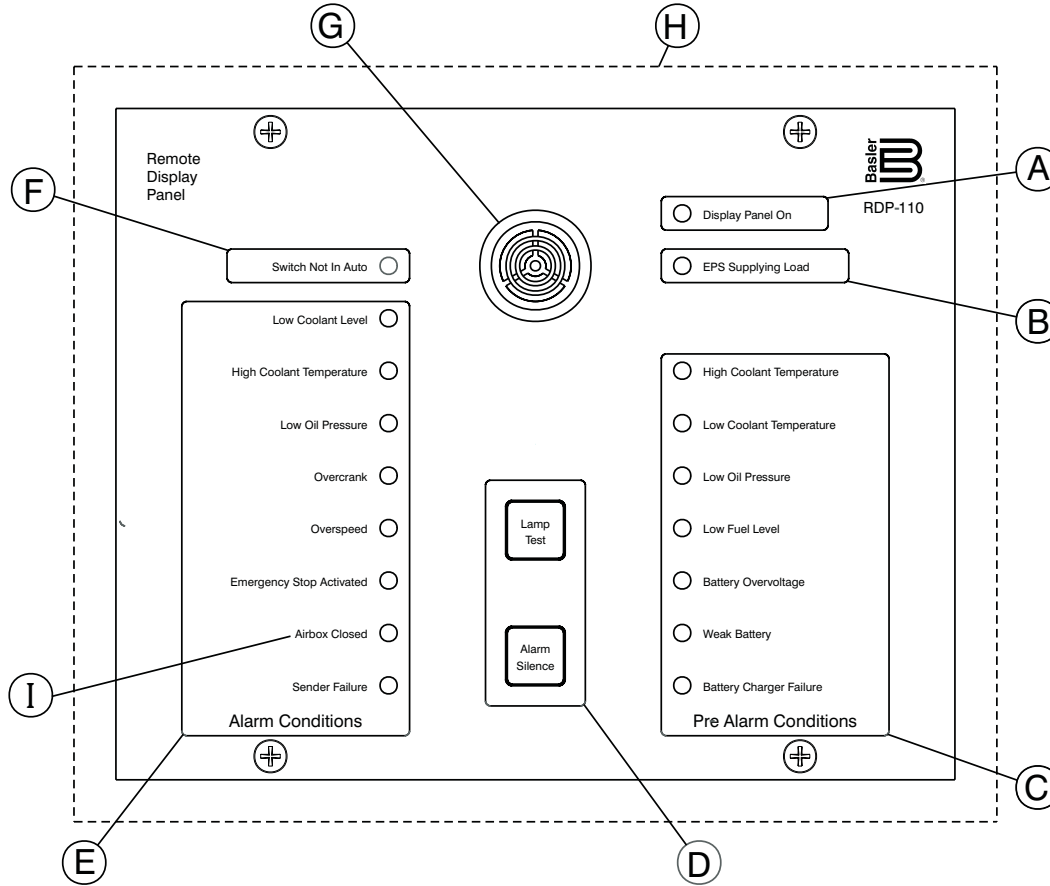 G
H
Remote
Display
Panel
Basler
B
®
RDP-110
A
F
Display Panel On
Switch Not In Auto
EPS Supplying Load
B
Low Coolant Level
High Coolant Temperature
Low Oil Pressure
Overcrank
Overspeed
Emergency Stop Activated
Airbox Closed
Sender Failure
Alarm Conditions
I
E
Lamp
Test
Alarm
Silence
D
High Coolant Temperature
Low Coolant Temperature
Low Oil Pressure
Low Fuel Level
Battery Overvoltage
Weak Battery
Battery Charger Failure
Pre Alarm Conditions
C